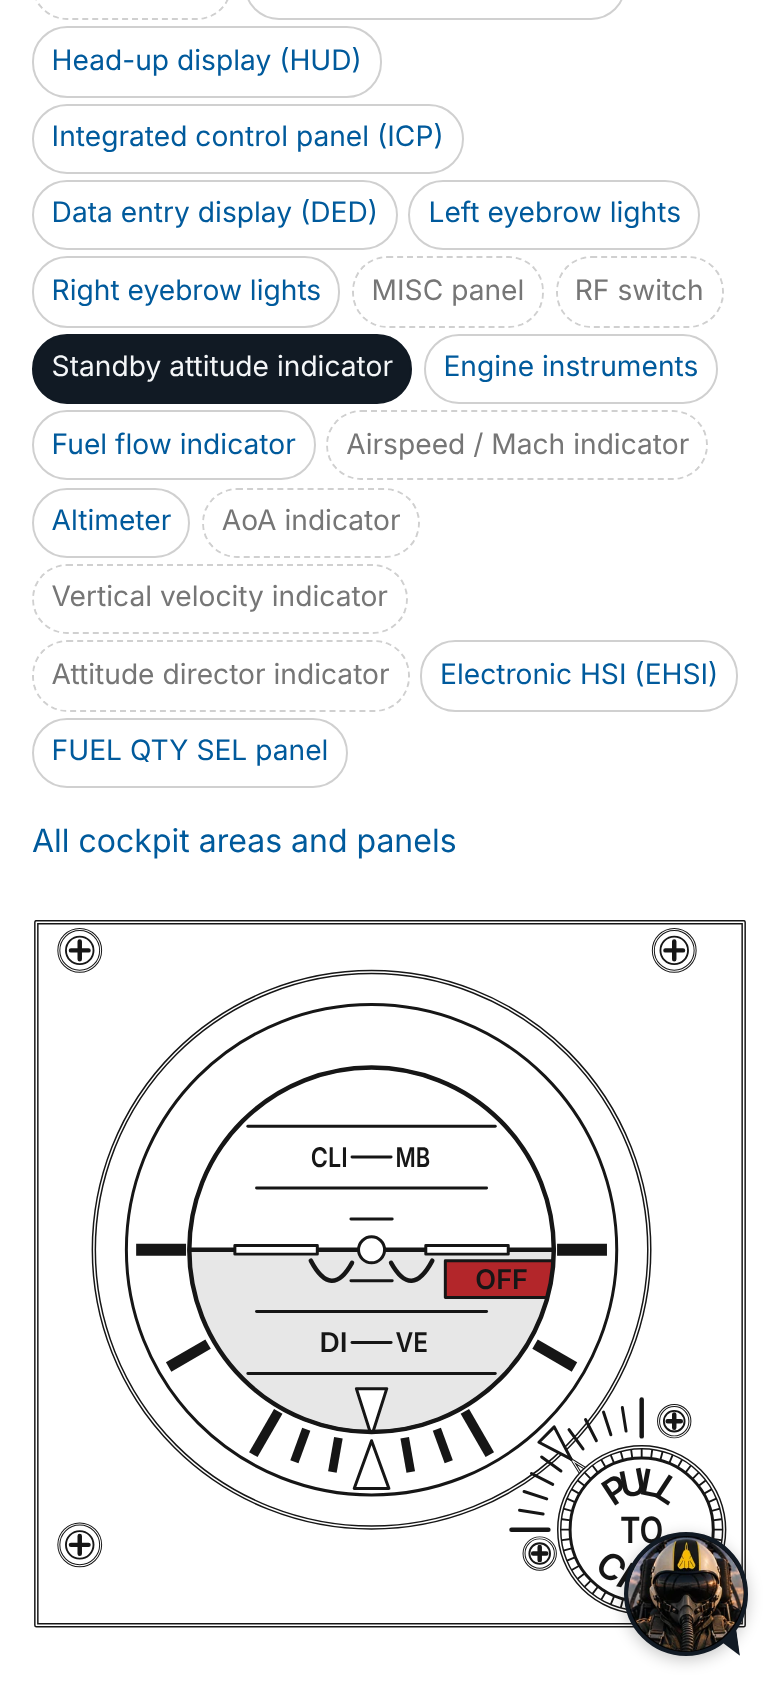 Head-up display (HUD)
Integrated control panel (ICP)
Data entry display (DED) Left eyebrow lights
Right eyebrow lights MISC panel RF switch
Standby attitude indicator Engine instruments
Fuel flow indicator Airspeed / Mach indicator
Altimeter AoA indicator
Vertical velocity indicator
Attitude director indicator Electronic HSI (EHSI)
FUEL QTY SEL panel
All cockpit areas and panels
CLI MB
OFF
DI VE
PULL
TO